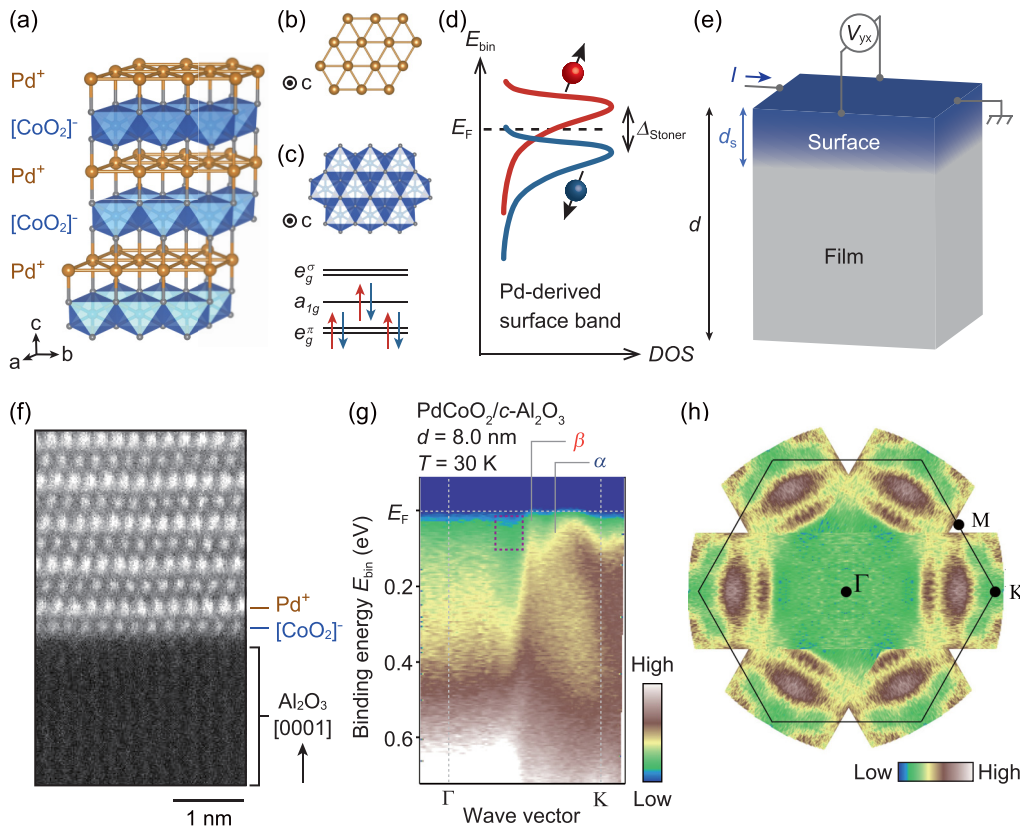 (a)
Pd⁺
[CoO₂]⁻
Pd⁺
[CoO₂]⁻
Pd⁺
c
a
b
(b)
c
(c)
c
e_g^σ
a_1g
e_g^π
(d)
E_bin
E_F
Δ_Stoner
Pd-derived
surface band
DOS
(e)
V_yx
I
d_s
Surface
d
Film
(f)
Pd⁺
[CoO₂]⁻
Al₂O₃
[0001]
1 nm
(g)
PdCoO₂/c-Al₂O₃
d = 8.0 nm
T = 30 K
β
α
E_F
0.2
0.4
0.6
Binding energy E_bin (eV)
Γ
K
Wave vector
High
Low
(h)
M
Γ
K
Low
High